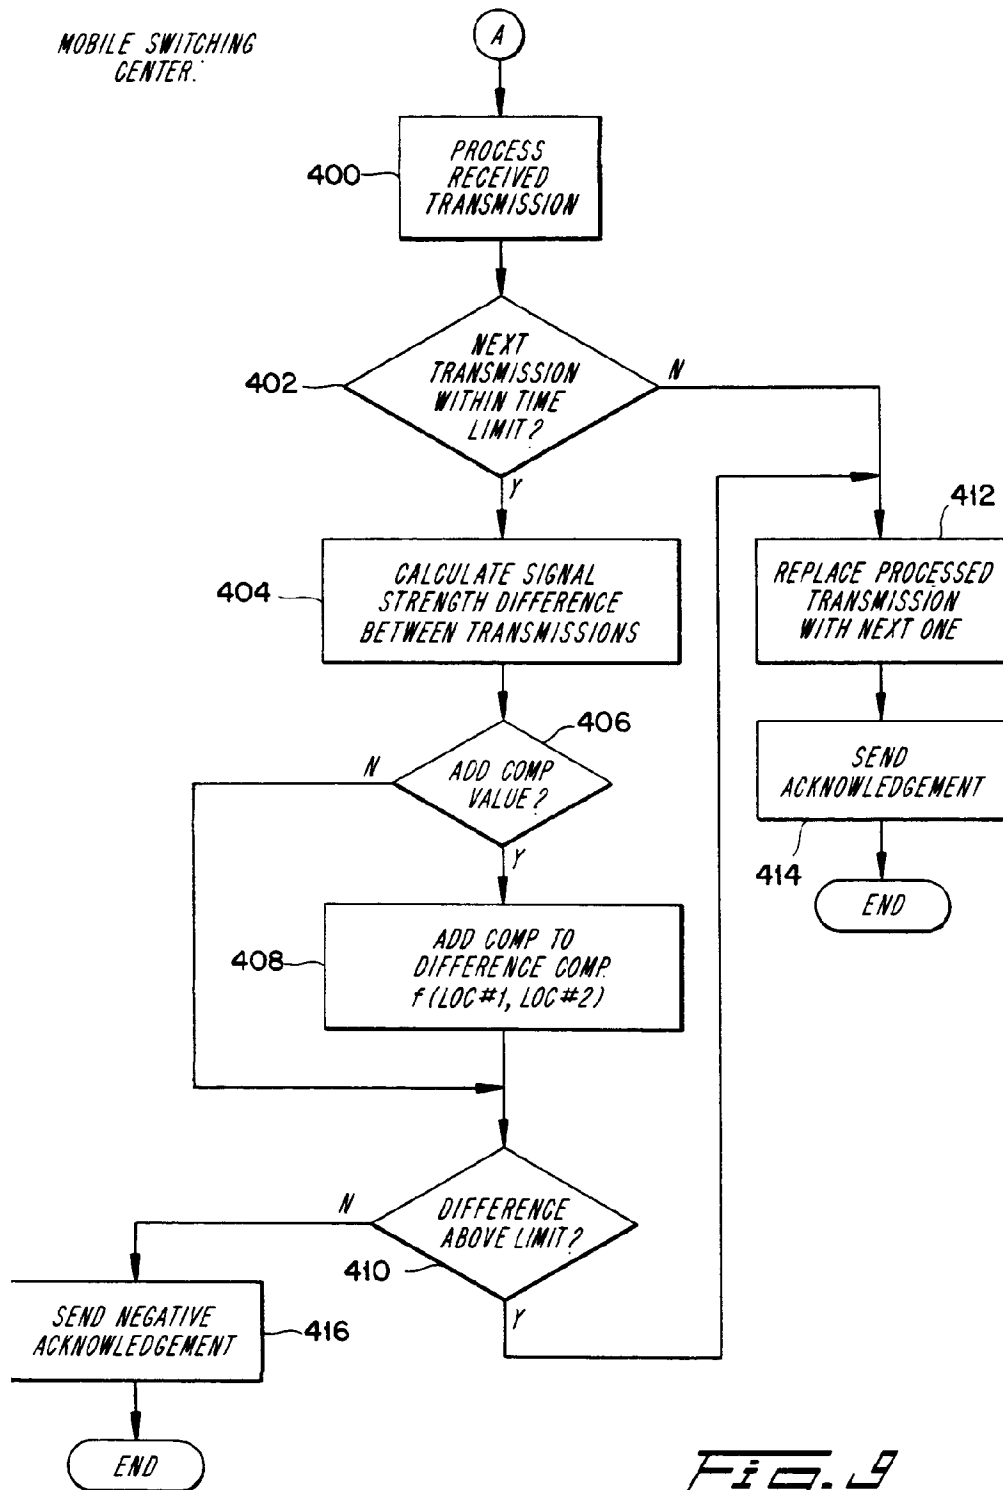 MOBILE SWITCHING
CENTER:
A
400
PROCESS
RECEIVED
TRANSMISSION
402
NEXT
TRANSMISSION
WITHIN TIME
LIMIT?
N
Y
404
CALCULATE SIGNAL
STRENGTH DIFFERENCE
BETWEEN TRANSMISSIONS
412
REPLACE PROCESSED
TRANSMISSION
WITH NEXT ONE
406
N
ADD COMP
VALUE?
Y
SEND
ACKNOWLEDGEMENT
414
END
408
ADD COMP TO
DIFFERENCE COMP.
f(LOC#1, LOC#2)
N
DIFFERENCE
ABOVE LIMIT?
410
Y
SEND NEGATIVE
ACKNOWLEDGEMENT
416
END
Fig. 9